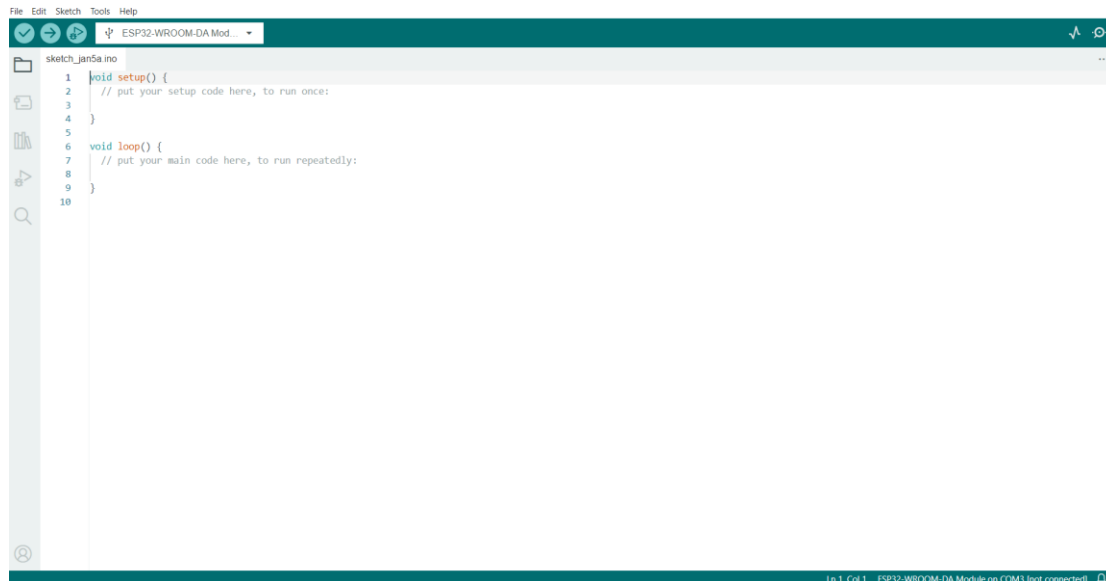 File Edit Sketch Tools Help
ESP32-WROOM-DA Mod...
sketch_jan5a.ino
1 void setup() {
2 // put your setup code here, to run once:
3
4 }
5
6 void loop() {
7 // put your main code here, to run repeatedly:
8
9 }
10
Ln 1, Col 1 ESP32-WROOM-DA Module on COM3 [not connected]